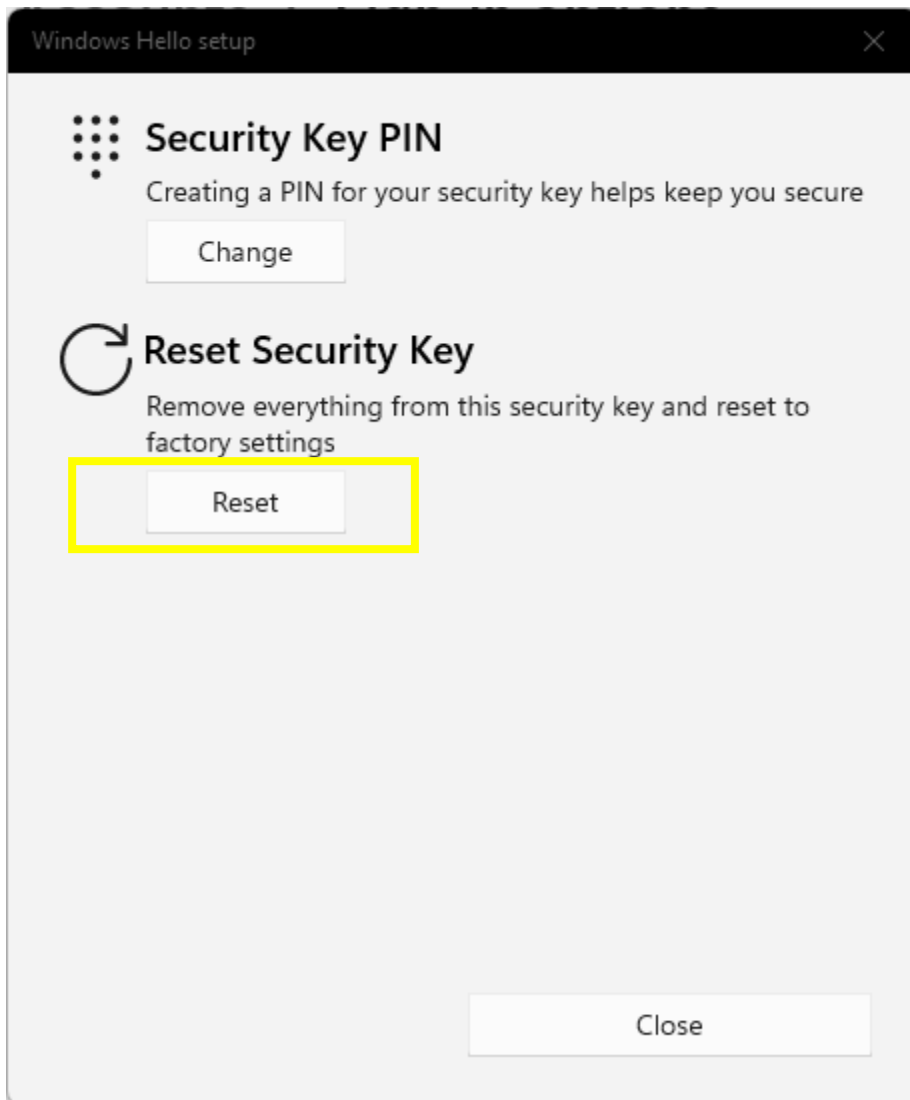 Windows Hello setup
Security Key PIN
Creating a PIN for your security key helps keep you secure
Change
Reset Security Key
Remove everything from this security key and reset to
factory settings
Reset
Close